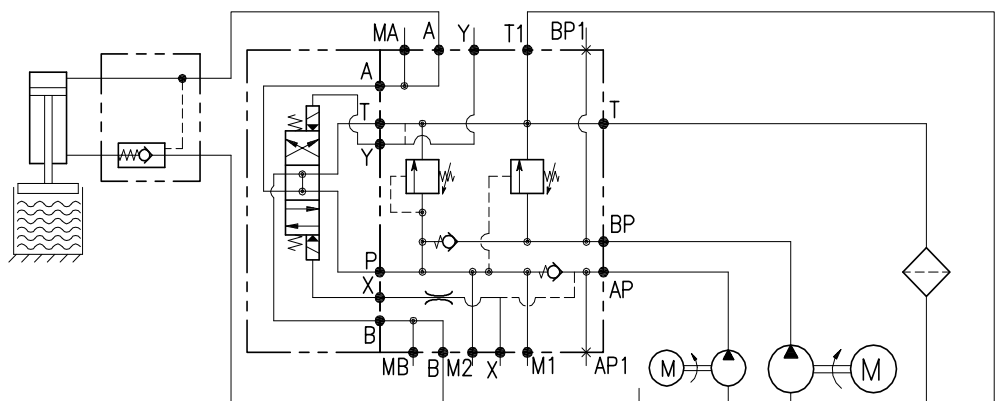 MA A Y T1 BP1
A
T T
Y
BP
P
X AP
B
MB B M2 X M1 AP1
M M